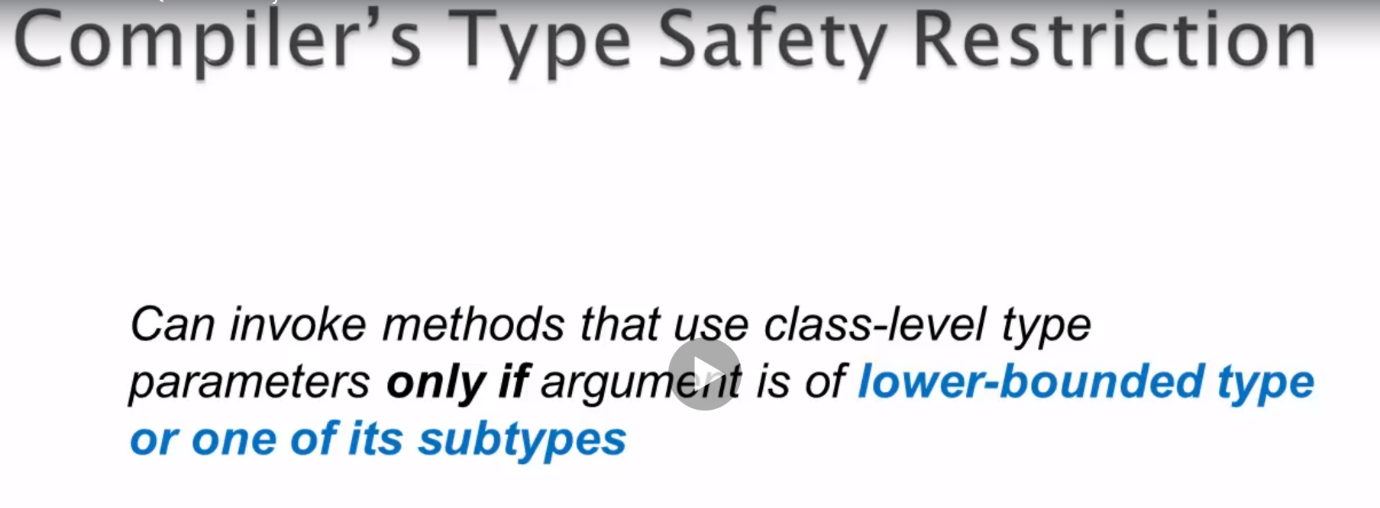 Compiler's Type Safety Restriction
Can invoke methods that use class-level type
parameters only if argument is of lower-bounded type
or one of its subtypes